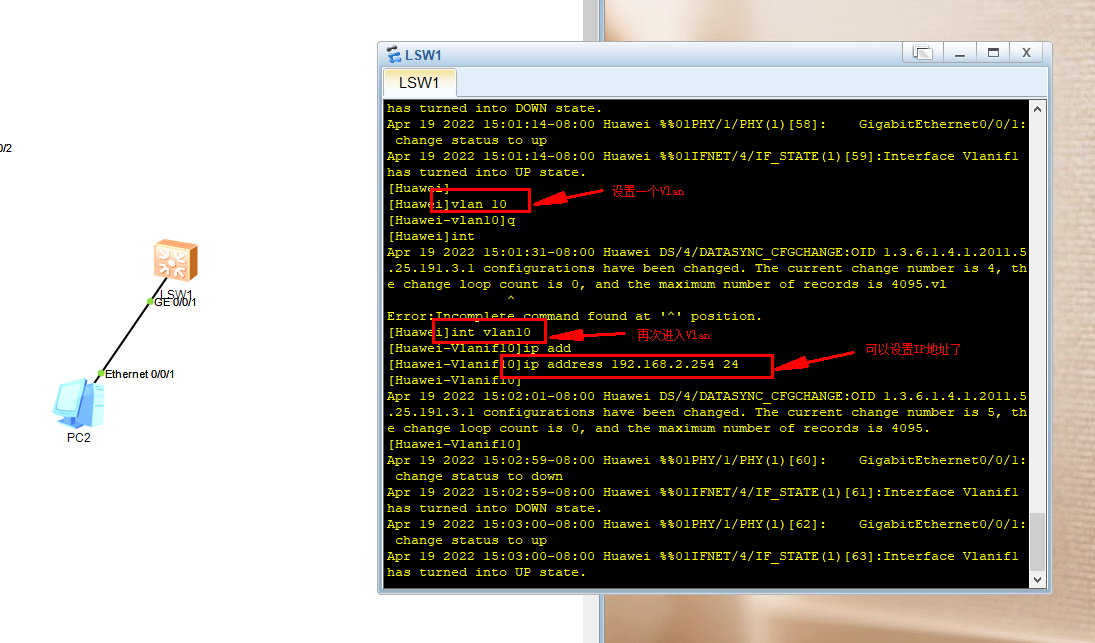 0/2
LSW1
GE 0/0/1
Ethernet 0/0/1
PC2
LSW1
LSW1
has turned into DOWN state.
Apr 19 2022 15:01:14-08:00 Huawei %%01PHY/1/PHY(l)[58]:    GigabitEthernet0/0/1:
change status to up
Apr 19 2022 15:01:14-08:00 Huawei %%01IFNET/4/IF_STATE(l)[59]:Interface Vlanif1
has turned into UP state.
[Huawei]
[Huawei]vlan 10
设置一个Vlan
[Huawei-vlan10]q
[Huawei]int
Apr 19 2022 15:01:31-08:00 Huawei DS/4/DATASYNC_CFGCHANGE:OID 1.3.6.1.4.1.2011.5
.25.191.3.1 configurations have been changed. The current change number is 4, th
e change loop count is 0, and the maximum number of records is 4095.vl
^
Error:Incomplete command found at '^' position.
[Huawei]int vlan10
再次进入Vlan
[Huawei-Vlanif10]ip add
可以设置IP地址了
[Huawei-Vlanif10]ip address 192.168.2.254 24
[Huawei-Vlanif10]
Apr 19 2022 15:02:01-08:00 Huawei DS/4/DATASYNC_CFGCHANGE:OID 1.3.6.1.4.1.2011.5
.25.191.3.1 configurations have been changed. The current change number is 5, th
e change loop count is 0, and the maximum number of records is 4095.
[Huawei-Vlanif10]
Apr 19 2022 15:02:59-08:00 Huawei %%01PHY/1/PHY(l)[60]:    GigabitEthernet0/0/1:
change status to down
Apr 19 2022 15:02:59-08:00 Huawei %%01IFNET/4/IF_STATE(l)[61]:Interface Vlanif1
has turned into DOWN state.
Apr 19 2022 15:03:00-08:00 Huawei %%01PHY/1/PHY(l)[62]:    GigabitEthernet0/0/1:
change status to up
Apr 19 2022 15:03:00-08:00 Huawei %%01IFNET/4/IF_STATE(l)[63]:Interface Vlanif1
has turned into UP state.